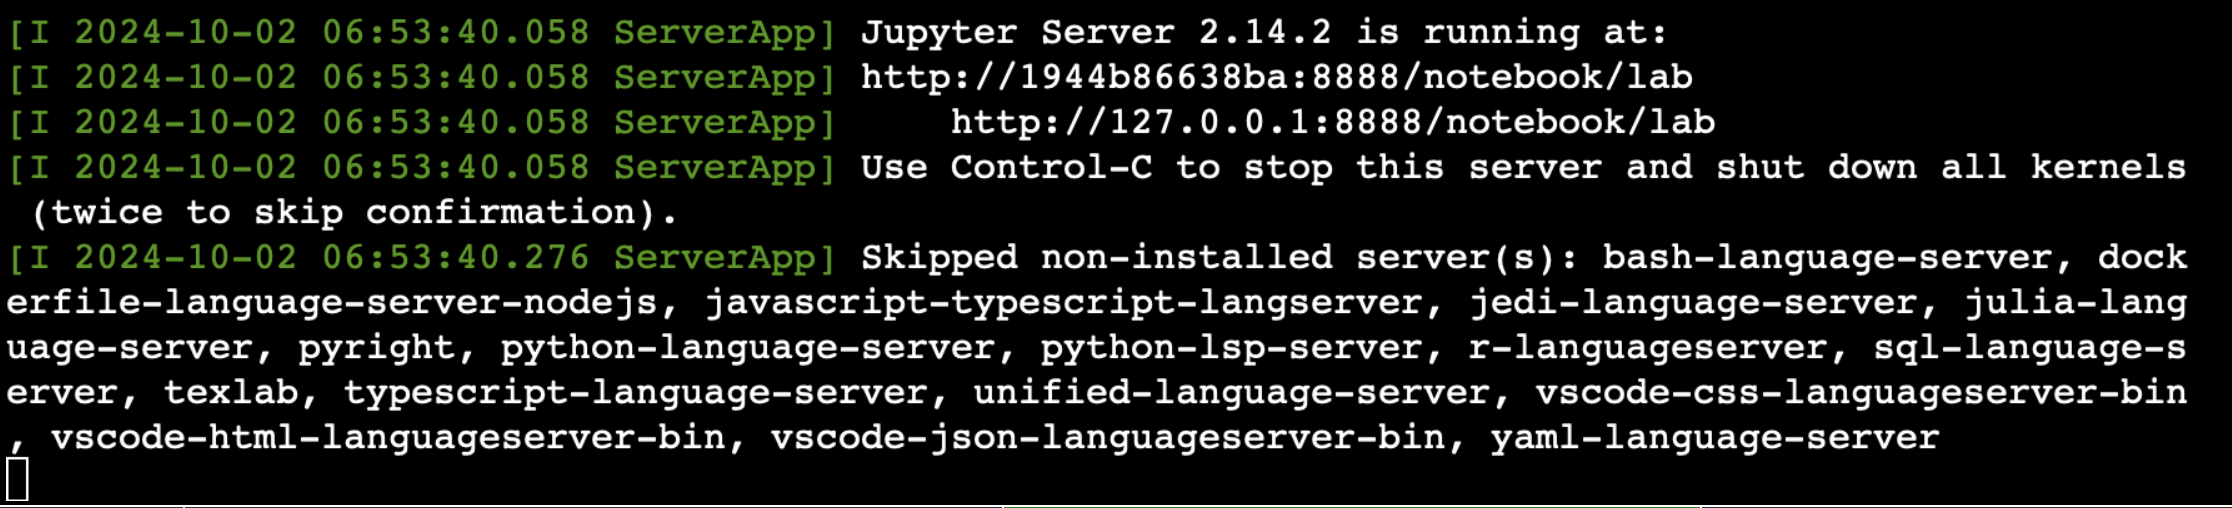 [I 2024-10-02 06:53:40.058 ServerApp] Jupyter Server 2.14.2 is running at:
[I 2024-10-02 06:53:40.058 ServerApp] http://1944b86638ba:8888/notebook/lab
[I 2024-10-02 06:53:40.058 ServerApp]     http://127.0.0.1:8888/notebook/lab
[I 2024-10-02 06:53:40.058 ServerApp] Use Control-C to stop this server and shut down all kernels
 (twice to skip confirmation).
[I 2024-10-02 06:53:40.276 ServerApp] Skipped non-installed server(s): bash-language-server, dock
erfile-language-server-nodejs, javascript-typescript-langserver, jedi-language-server, julia-lang
uage-server, pyright, python-language-server, python-lsp-server, r-languageserver, sql-language-s
erver, texlab, typescript-language-server, unified-language-server, vscode-css-languageserver-bin
, vscode-html-languageserver-bin, vscode-json-languageserver-bin, yaml-language-server